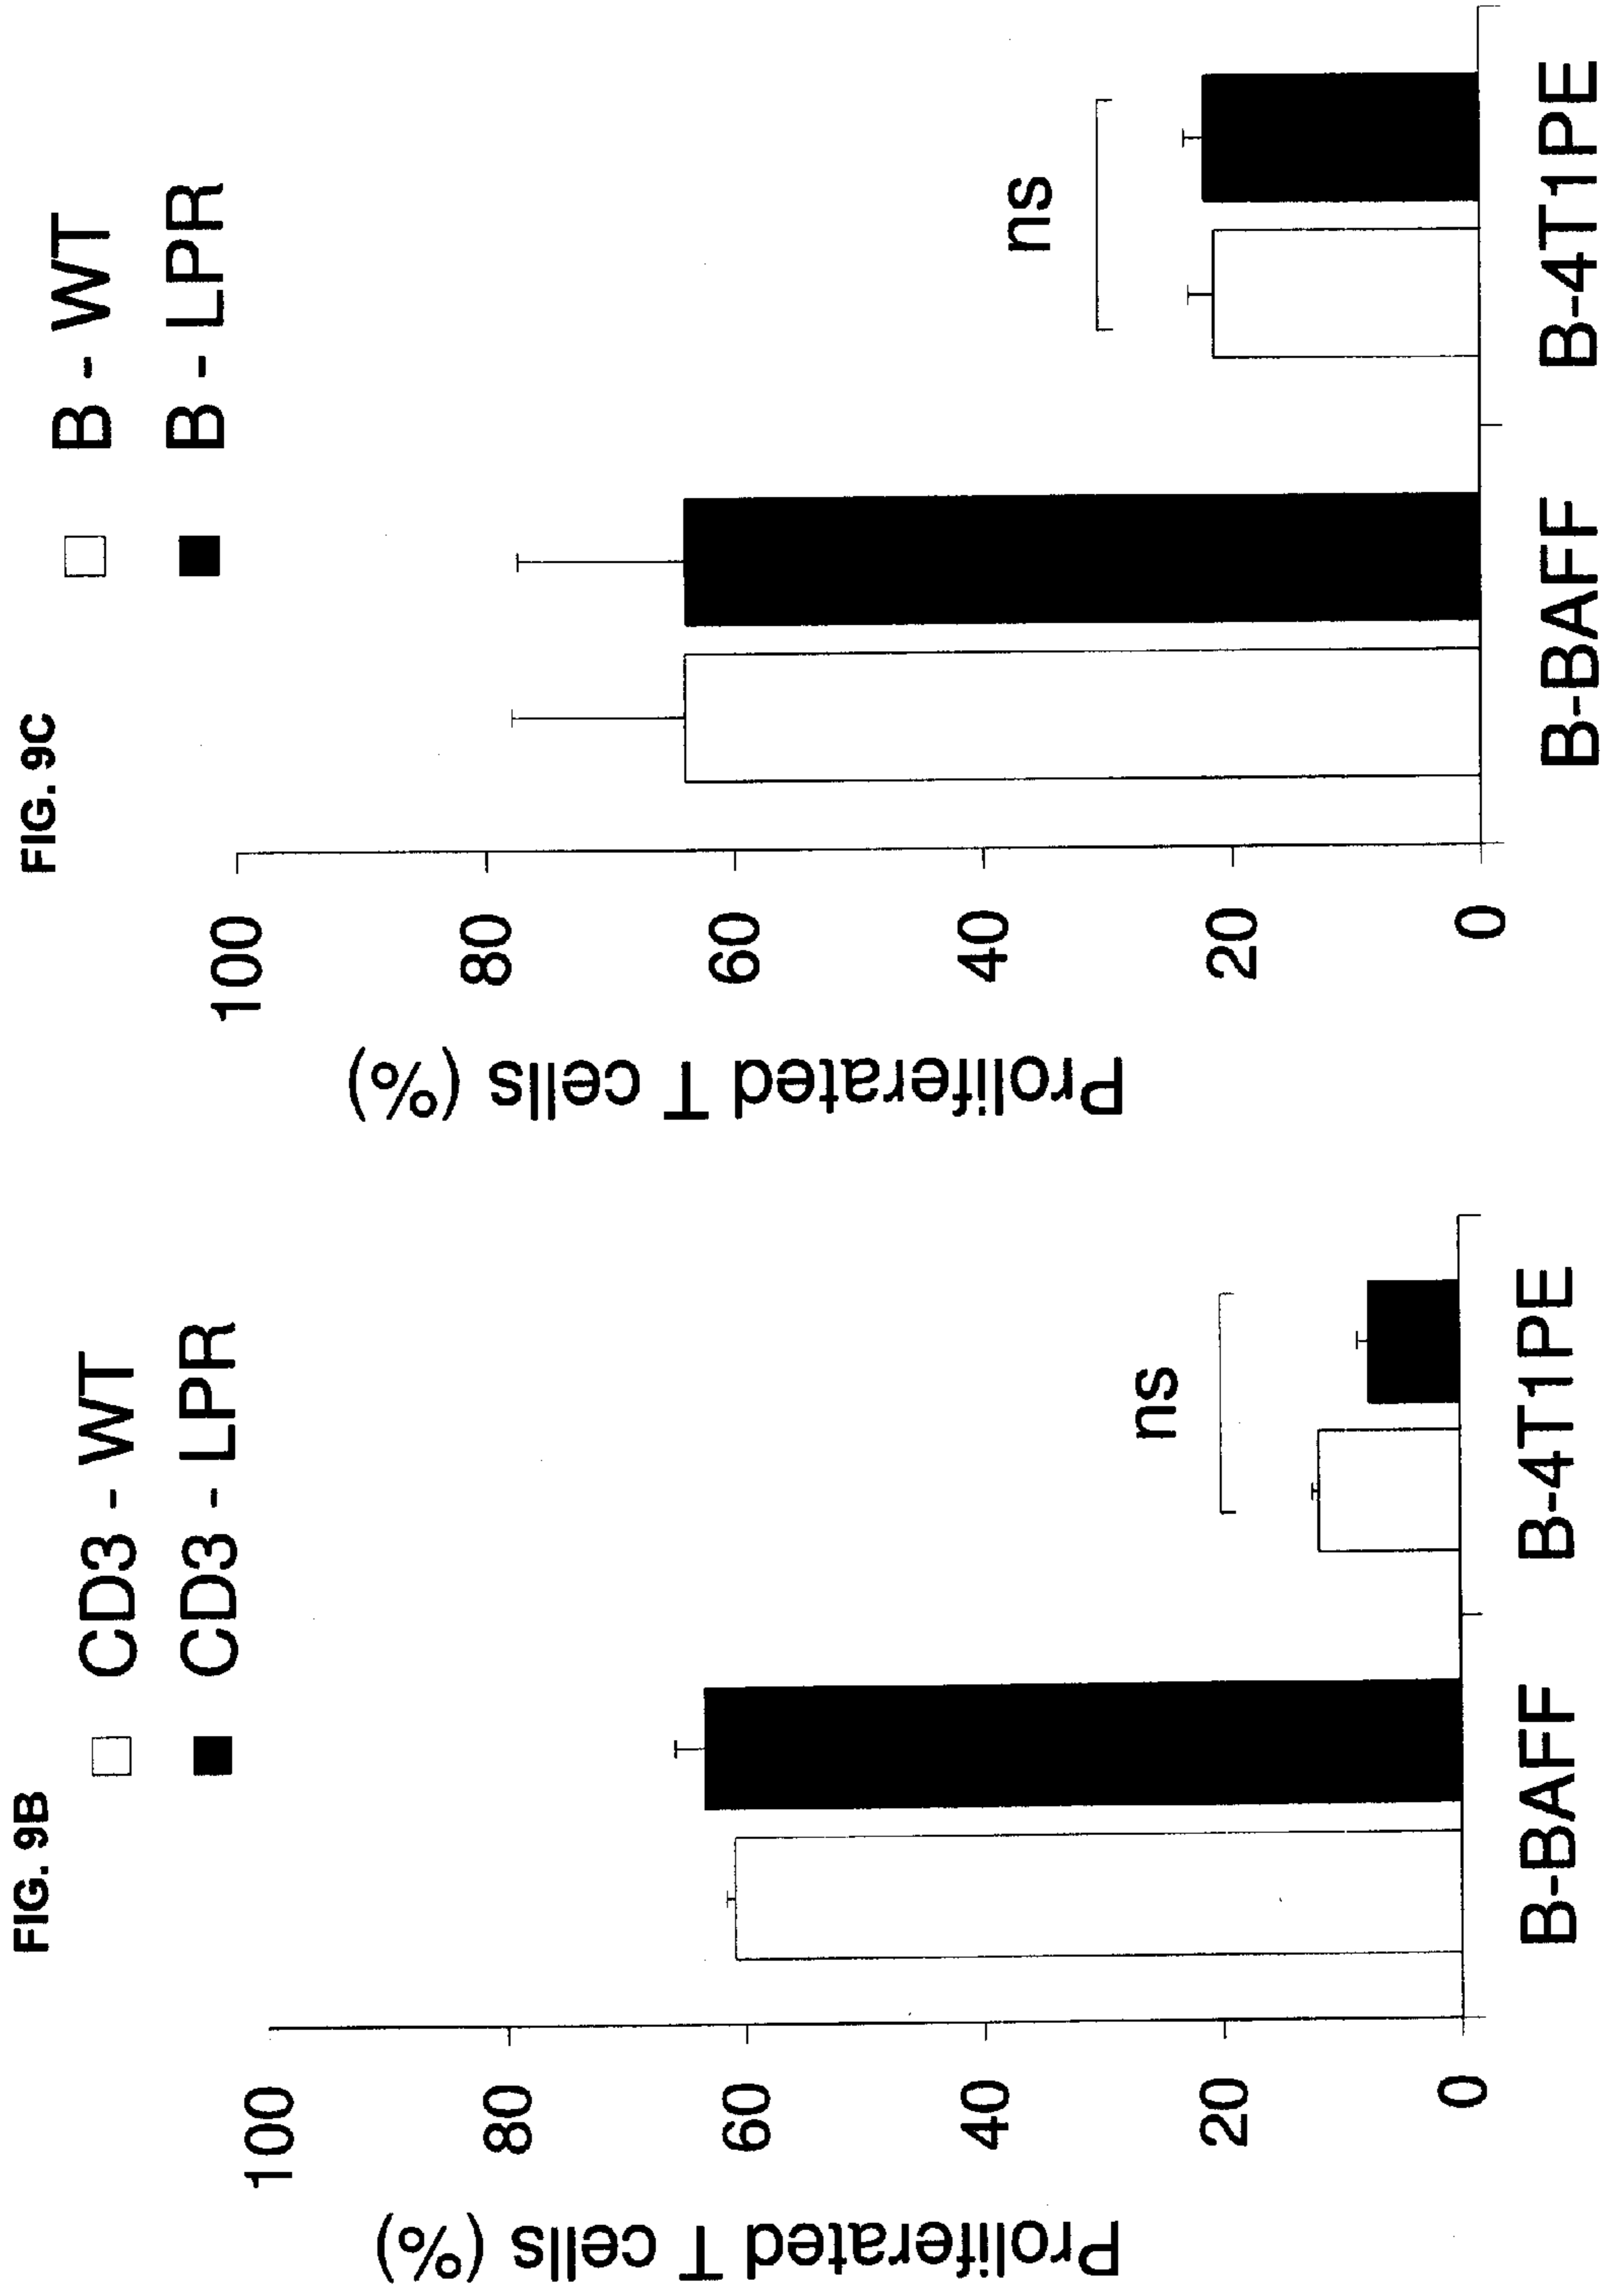 FIG. 9B
CD3 - WT
CD3 - LPR
Proliferated T cells (%)
100
80
60
40
20
0
ns
B-BAFF B-4T1PE
FIG. 9C
B - WT
B - LPR
Proliferated T cells (%)
100
80
60
40
20
0
ns
B-BAFF B-4T1PE